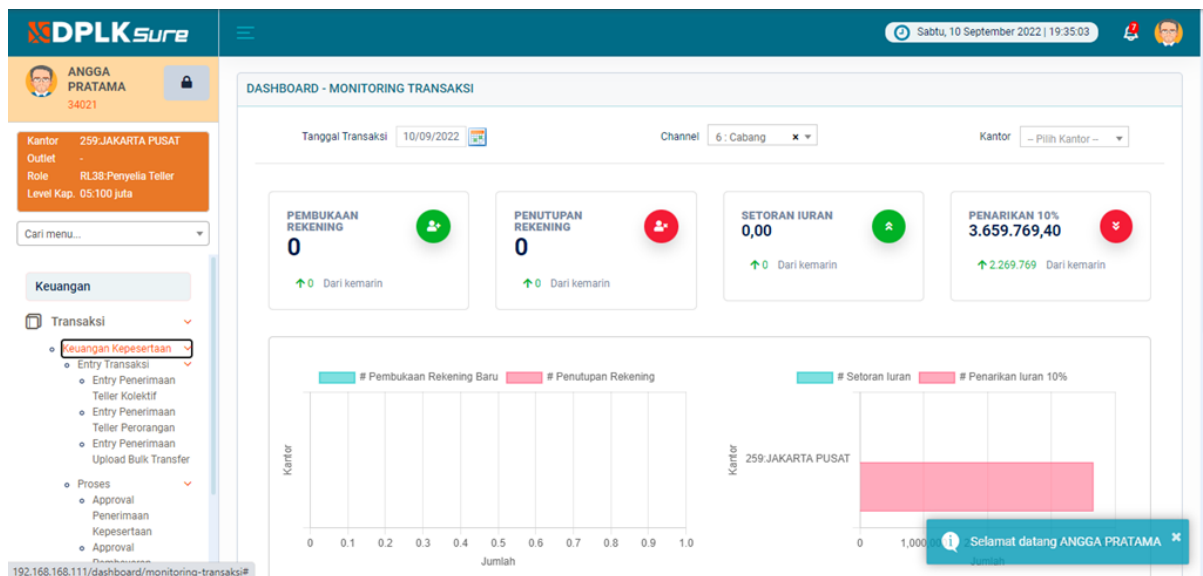 DPLKSure
Sabtu, 10 September 2022 | 19:35:03
7
ANGGA
PRATAMA
34021
Kantor 259:JAKARTA PUSAT
Outlet -
Role RL38:Penyelia Teller
Level Kap. 05:100 juta
Cari menu...
Keuangan
Transaksi
Keuangan Kepesertaan
Entry Transaksi
Entry Penerimaan
Teller Kolektif
Entry Penerimaan
Teller Perorangan
Entry Penerimaan
Upload Bulk Transfer
Proses
Approval
Penerimaan
Kepesertaan
Approval
192.168.168.111/dashboard/monitoring-transaksi#
DASHBOARD - MONITORING TRANSAKSI
Tanggal Transaksi 10/09/2022
Channel 6 : Cabang ×
Kantor -- Pilih Kantor --
PEMBUKAAN
REKENING
0
0 Dari kemarin
PENUTUPAN
REKENING
0
0 Dari kemarin
SETORAN IURAN
0,00
0 Dari kemarin
PENARIKAN 10%
3.659.769,40
2.269.769 Dari kemarin
# Pembukaan Rekening Baru # Penutupan Rekening
Kantor
0 0.1 0.2 0.3 0.4 0.5 0.6 0.7 0.8 0.9 1.0
Jumlah
# Setoran Iuran # Penarikan Iuran 10%
Kantor
259:JAKARTA PUSAT
0
Jumlah
Selamat datang ANGGA PRATAMA ×